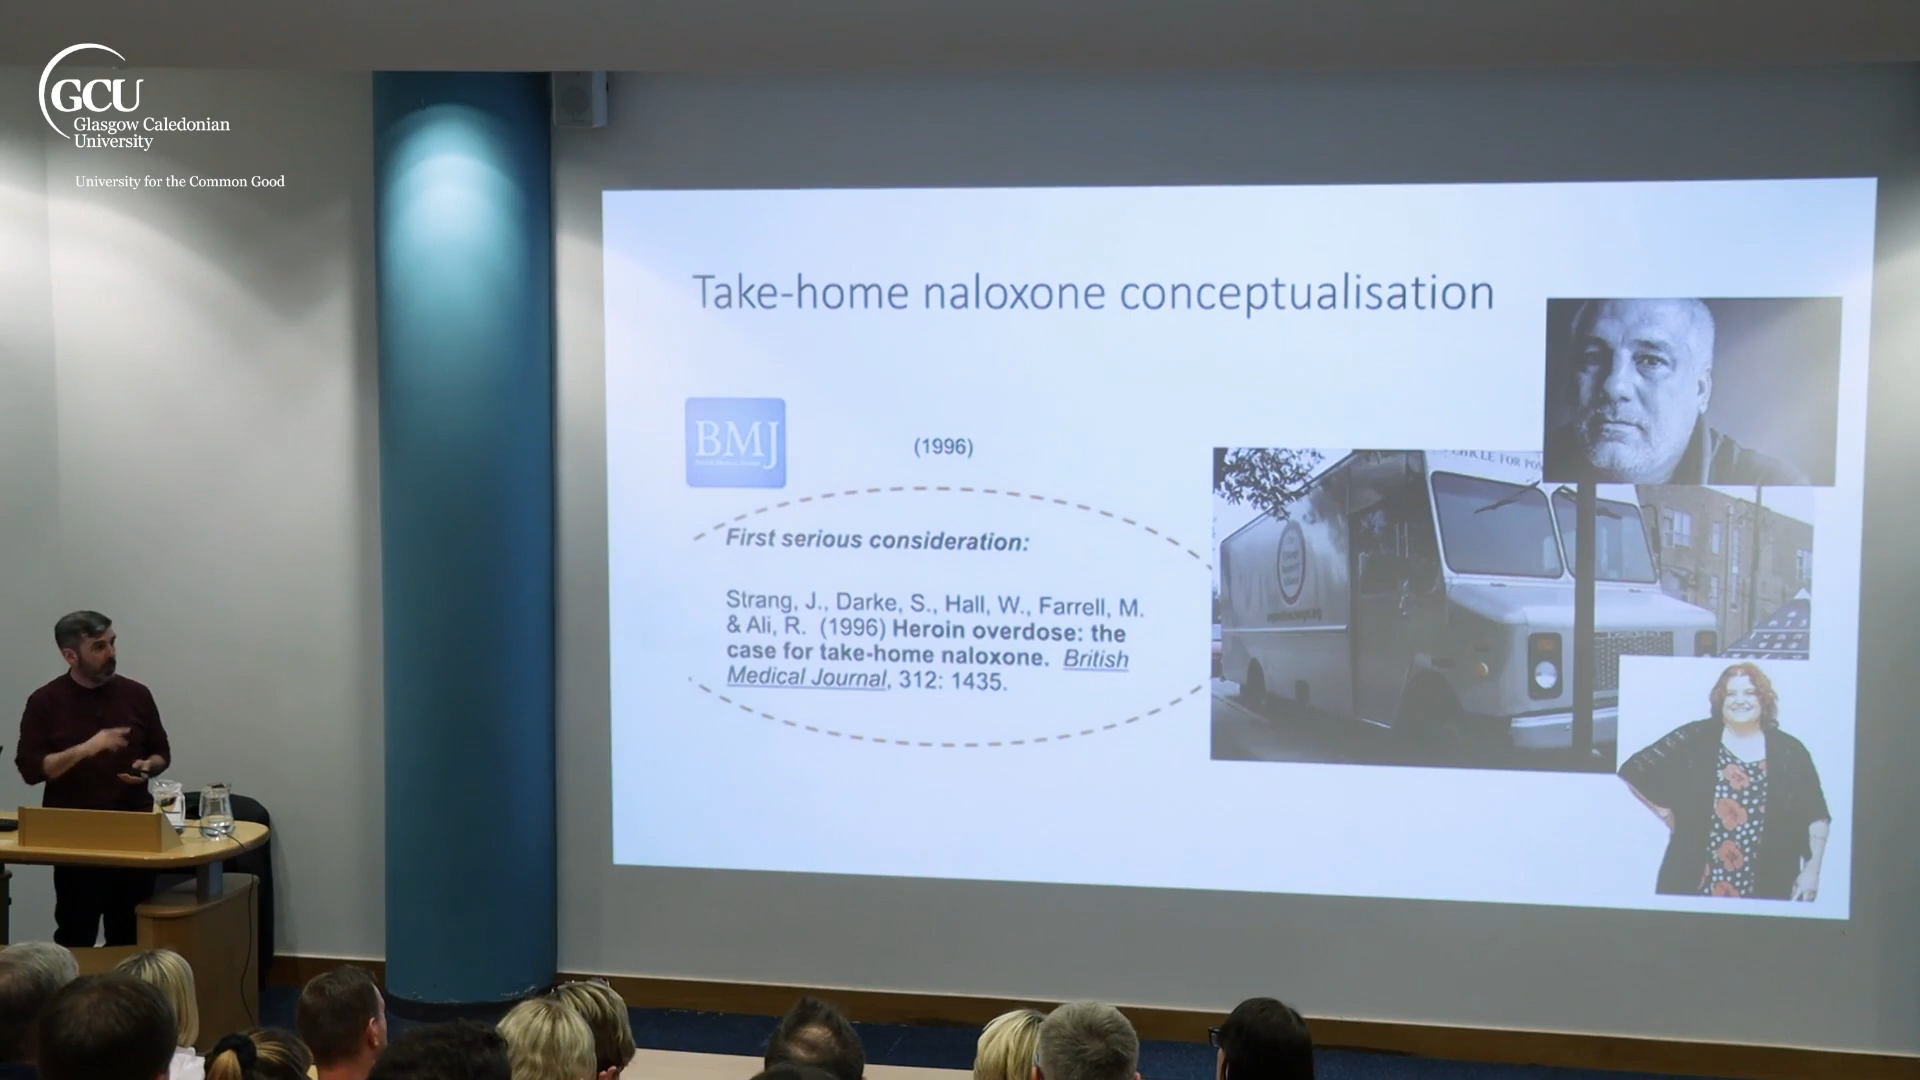 GCU
Glasgow Caledonian
University
University for the Common Good
Take-home naloxone conceptualisation
BMJ
(1996)
First serious consideration:
Strang, J., Darke, S., Hall, W., Farrell, M.
& Ali, R. (1996) Heroin overdose: the
case for take-home naloxone. British
Medical Journal, 312: 1435.